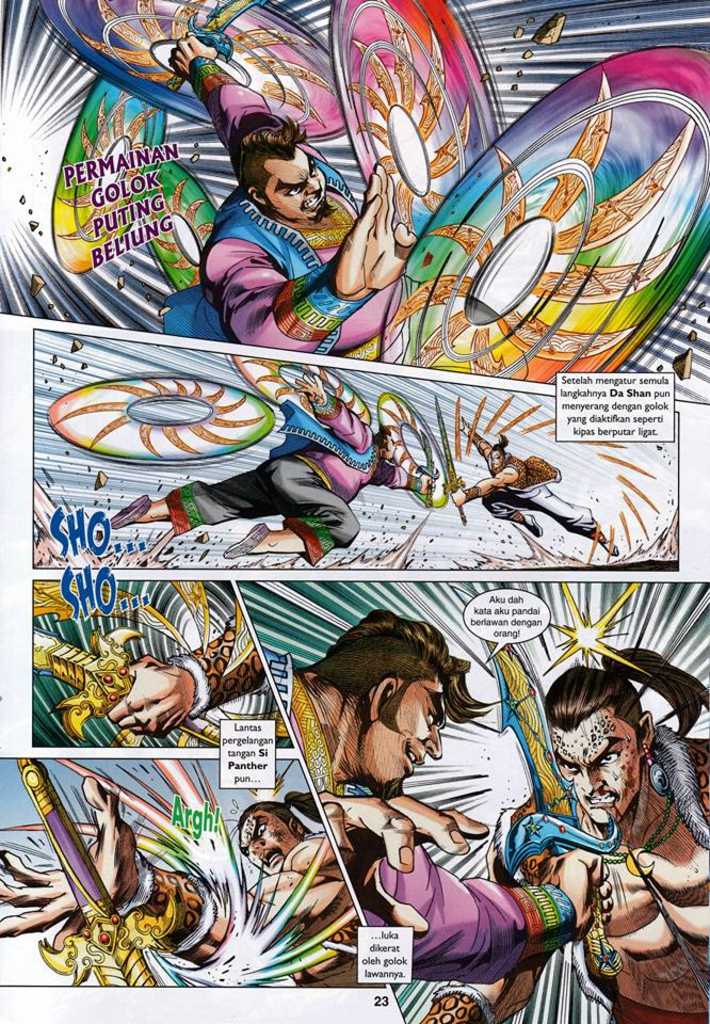 PERMAINAN
GOLOK
PUTING
BELIUNG
Setelah mengatur semula
langkahnya Da Shan pun
menyerang dengan golok
yang diaktifkan seperti
kipas berputar ligat.
SHO...
SHO...
Lantas
pergelangan
tangan Si
Panther
pun...
Aku dah
kata aku pandai
berlawan dengan
orang!
Argh!
...luka
dikerat
oleh golok
lawannya.
23